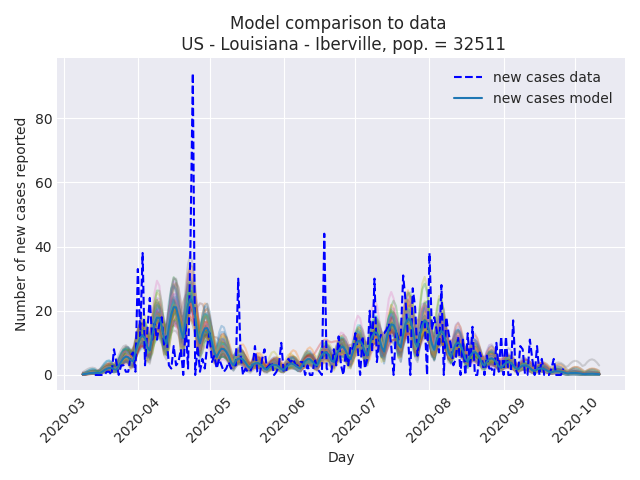 Model comparison to data
US - Louisiana - Iberville, pop. = 32511
new cases data
new cases model
Number of new cases reported
80
60
40
20
0
2020-03
2020-04
2020-05
2020-06
2020-07
2020-08
2020-09
2020-10
Day